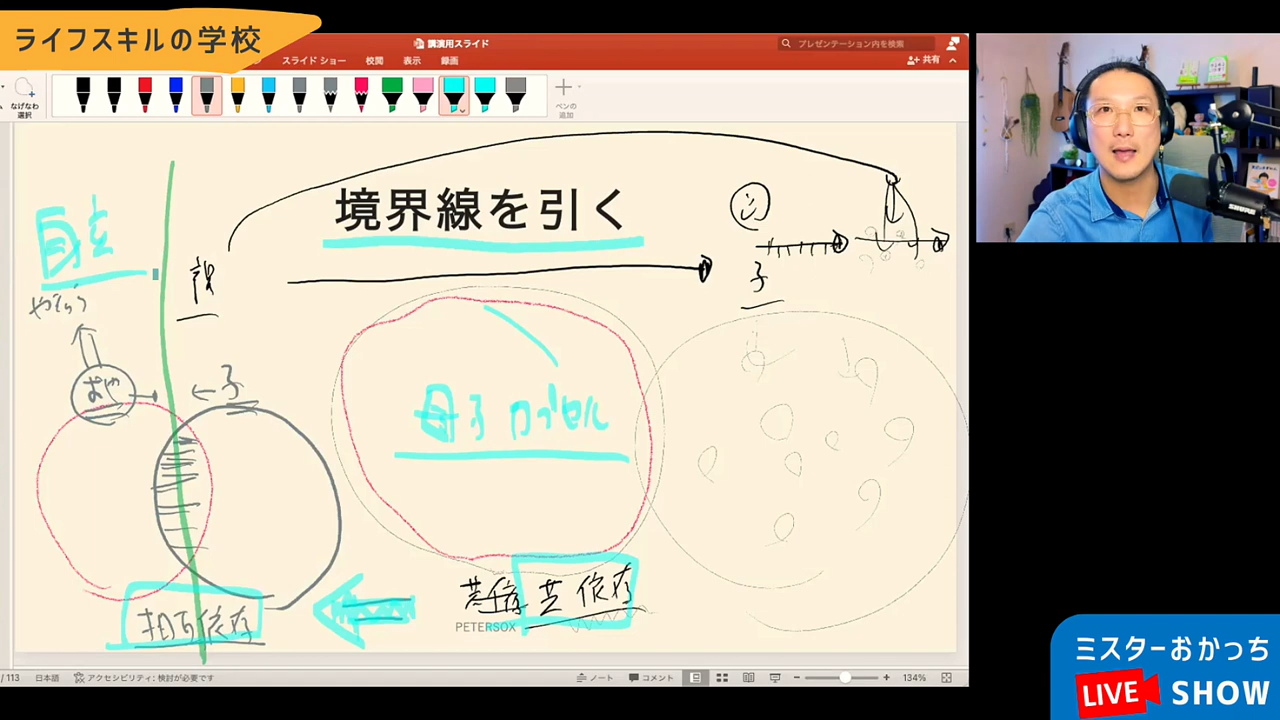 ライフスキルの学校
講演用スライド
プレゼンテーション内を検索
スライド ショー 校閲 表示 録画
共有
なげなわ
選択
ペンの
追加
境界線を引く
自立
子
おや
子
母子カプセル
共依存
相互依存
PETERSOX
/ 113 日本語 アクセシビリティ: 検討が必要です
ノート コメント 134%
SHURE
ミスターおかっち
LIVE SHOW